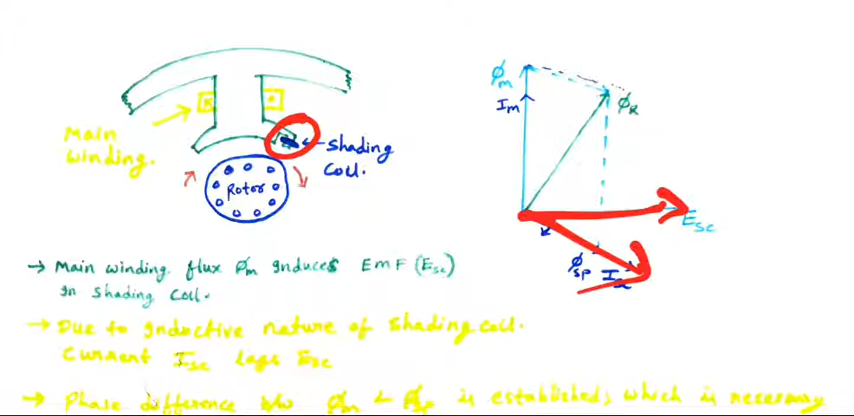 Main
winding.
Rotor
Shading
Coil.
ϕm
Im
ϕR
Esc
ϕsp Isc
→ Main winding flux ϕm induces EmF (Esc)
in Shading Coil.
→ Due to inductive nature of Shading coil.
Current Isc lags Esc
→ Phase difference b/w ϕm & ϕsp is established, which is necessary